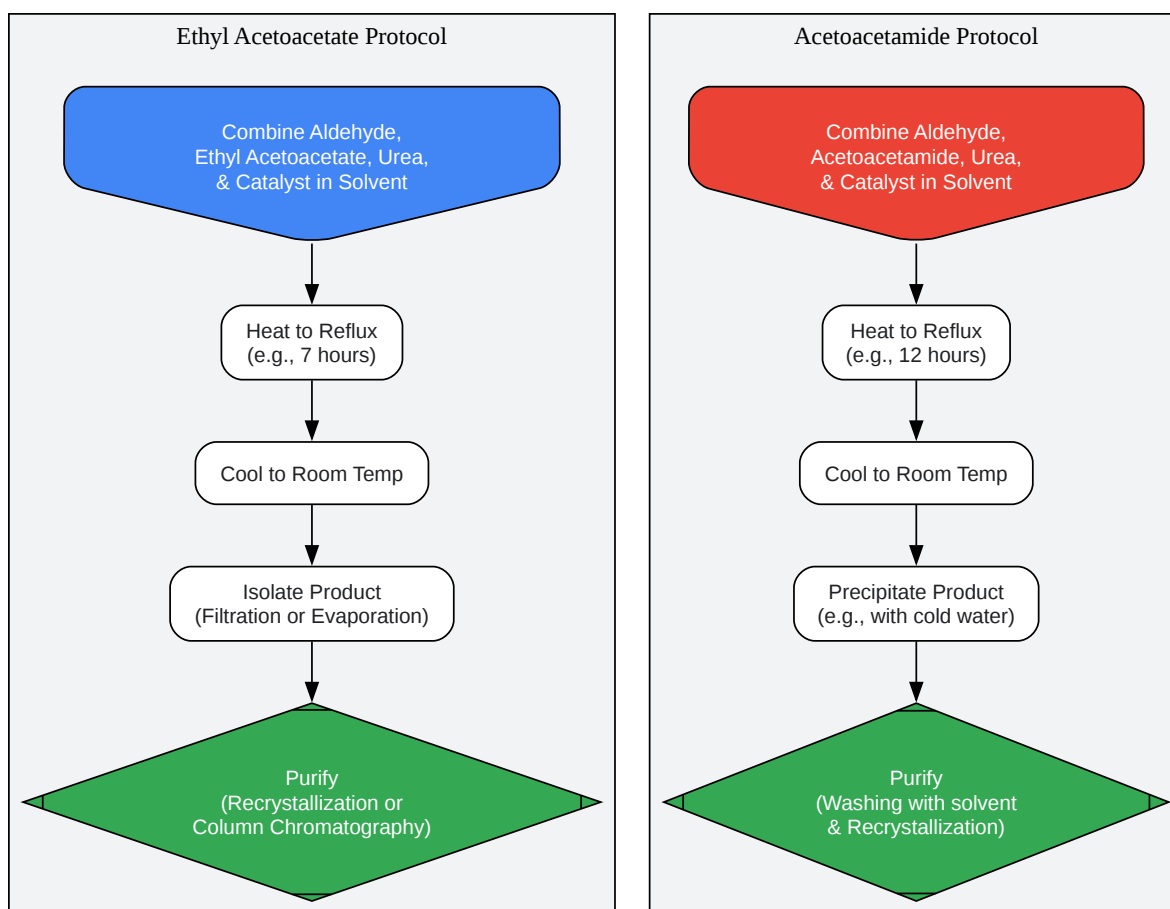 Ethyl Acetoacetate Protocol
Combine Aldehyde,
Ethyl Acetoacetate, Urea,
& Catalyst in Solvent
Heat to Reflux
(e.g., 7 hours)
Cool to Room Temp
Isolate Product
(Filtration or Evaporation)
Purify
(Recrystallization or
Column Chromatography)
Acetoacetamide Protocol
Combine Aldehyde,
Acetoacetamide, Urea,
& Catalyst in Solvent
Heat to Reflux
(e.g., 12 hours)
Cool to Room Temp
Precipitate Product
(e.g., with cold water)
Purify
(Washing with solvent
& Recrystallization)